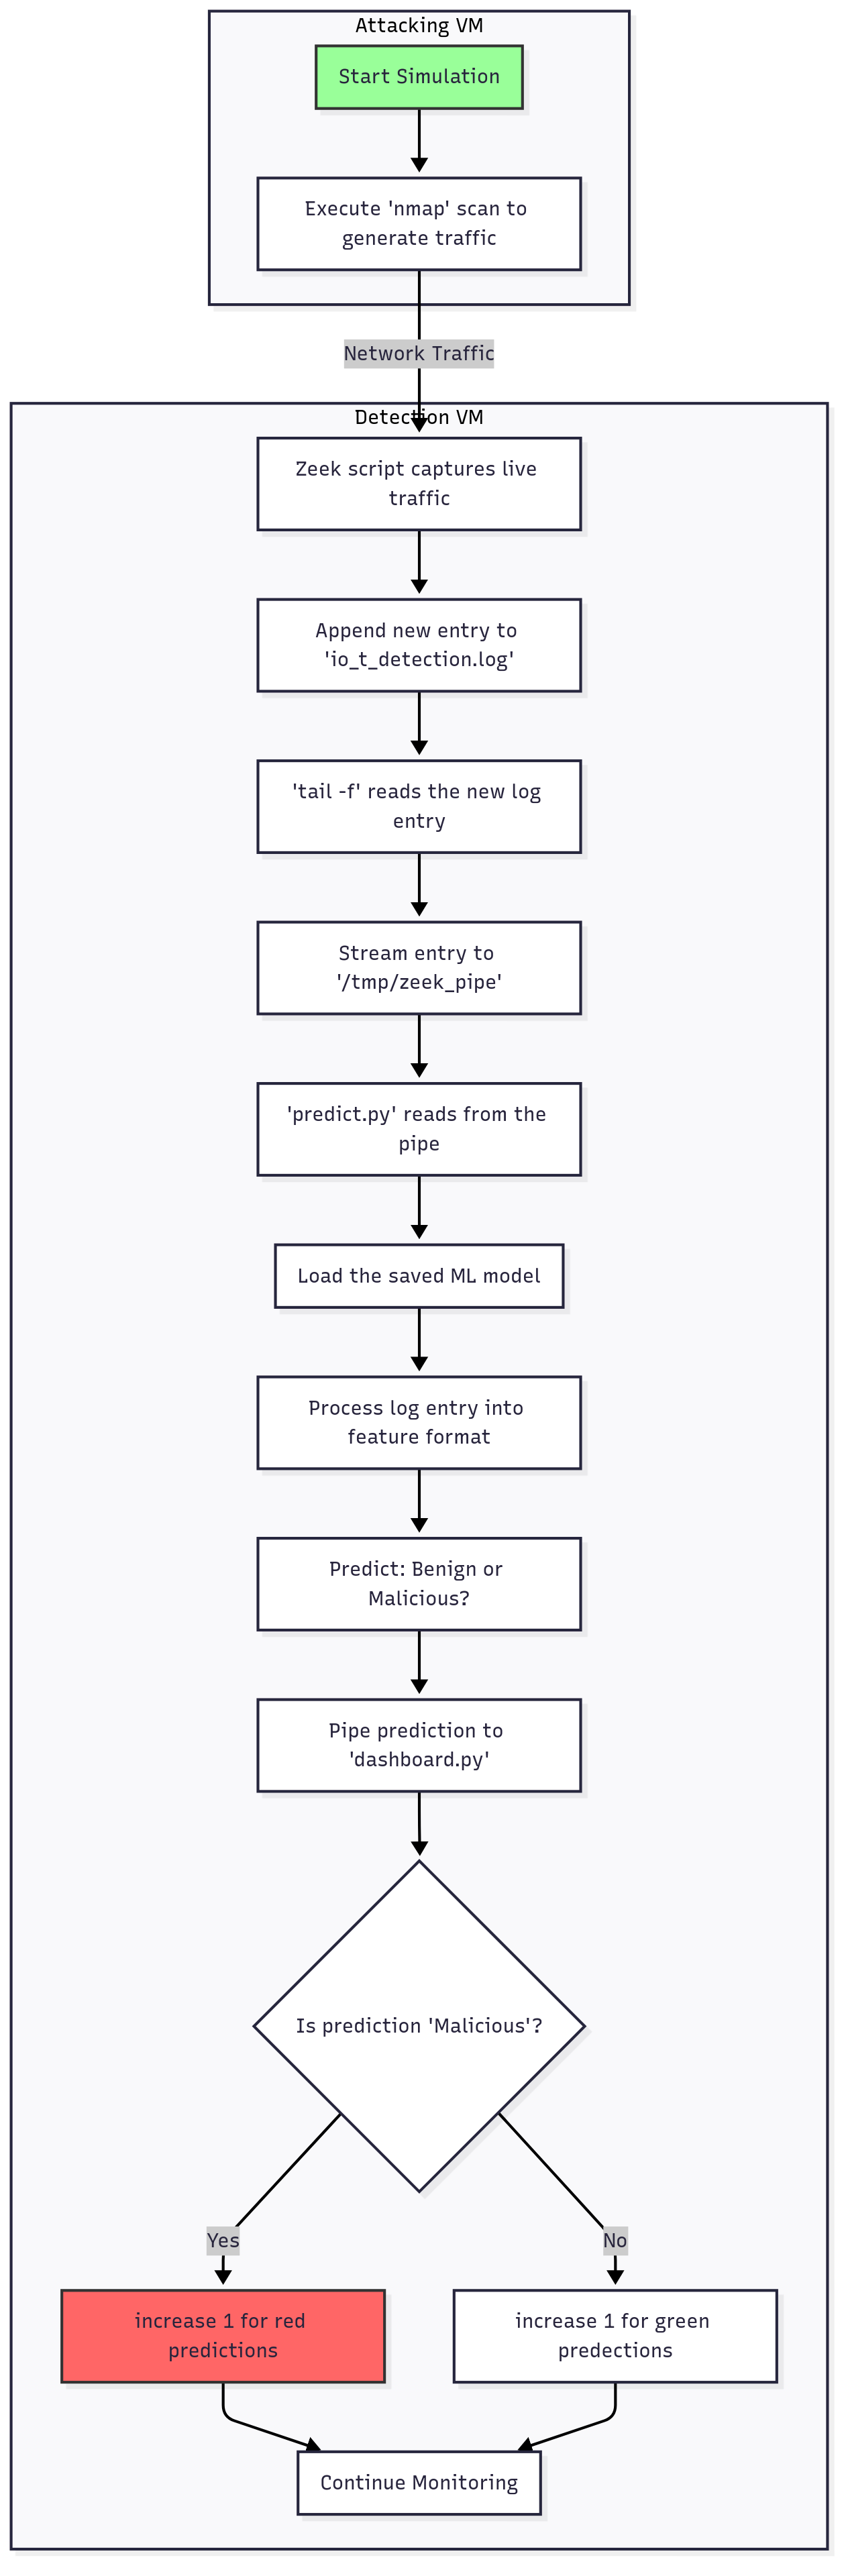 Attacking VM
Start Simulation
Execute 'nmap' scan to
generate traffic
Network Traffic
Detection VM
Zeek script captures live
traffic
Append new entry to
'io_t_detection.log'
'tail -f' reads the new log
entry
Stream entry to
'/tmp/zeek_pipe'
'predict.py' reads from the
pipe
Load the saved ML model
Process log entry into
feature format
Predict: Benign or
Malicious?
Pipe prediction to
'dashboard.py'
Is prediction 'Malicious'?
Yes
No
increase 1 for red
predictions
increase 1 for green
predections
Continue Monitoring